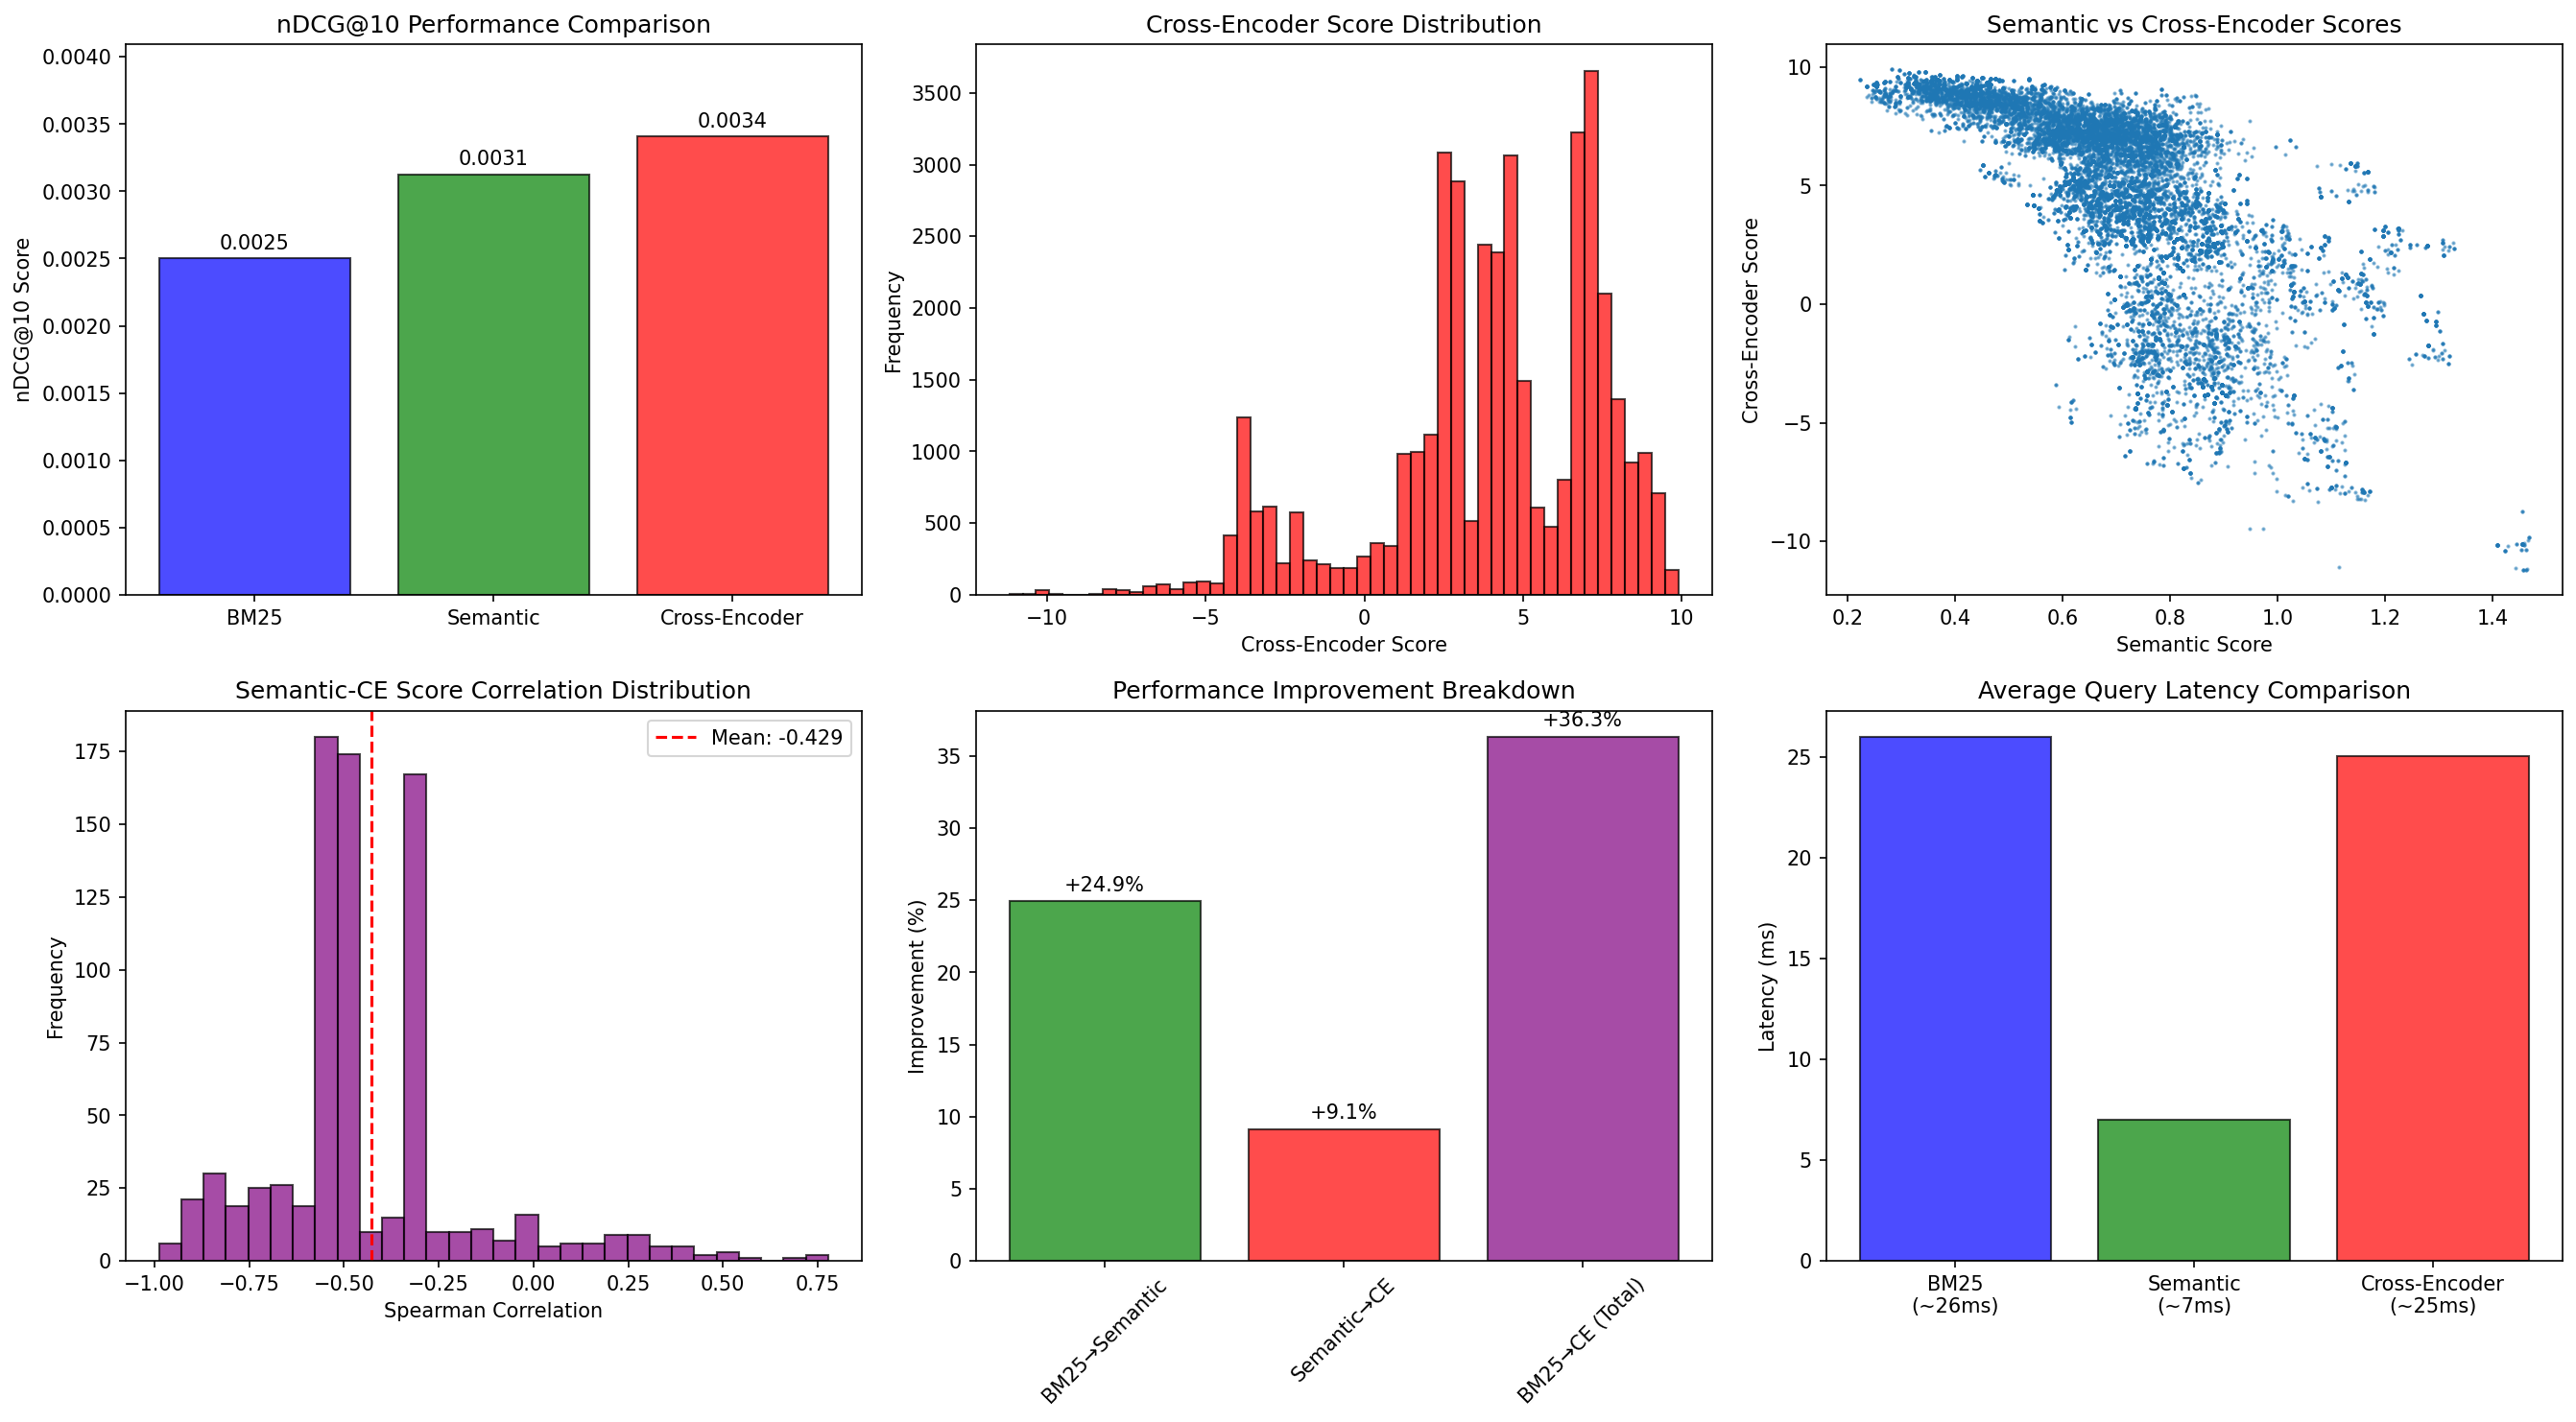 nDCG@10 Performance Comparison
nDCG@10 Score
0.0040
0.0035
0.0030
0.0025
0.0020
0.0015
0.0010
0.0005
0.0000
0.0025
0.0031
0.0034
BM25
Semantic
Cross-Encoder
Cross-Encoder Score Distribution
Frequency
3500
3000
2500
2000
1500
1000
500
0
−10
−5
0
5
10
Cross-Encoder Score
Semantic vs Cross-Encoder Scores
Cross-Encoder Score
10
5
0
−5
−10
0.2
0.4
0.6
0.8
1.0
1.2
1.4
Semantic Score
Semantic-CE Score Correlation Distribution
Mean: -0.429
Frequency
175
150
125
100
75
50
25
0
−1.00
−0.75
−0.50
−0.25
0.00
0.25
0.50
0.75
Spearman Correlation
Performance Improvement Breakdown
Improvement (%)
35
30
25
20
15
10
5
0
+24.9%
+9.1%
+36.3%
BM25→Semantic
Semantic→CE
BM25→CE (Total)
Average Query Latency Comparison
Latency (ms)
25
20
15
10
5
0
BM25
(~26ms)
Semantic
(~7ms)
Cross-Encoder
(~25ms)